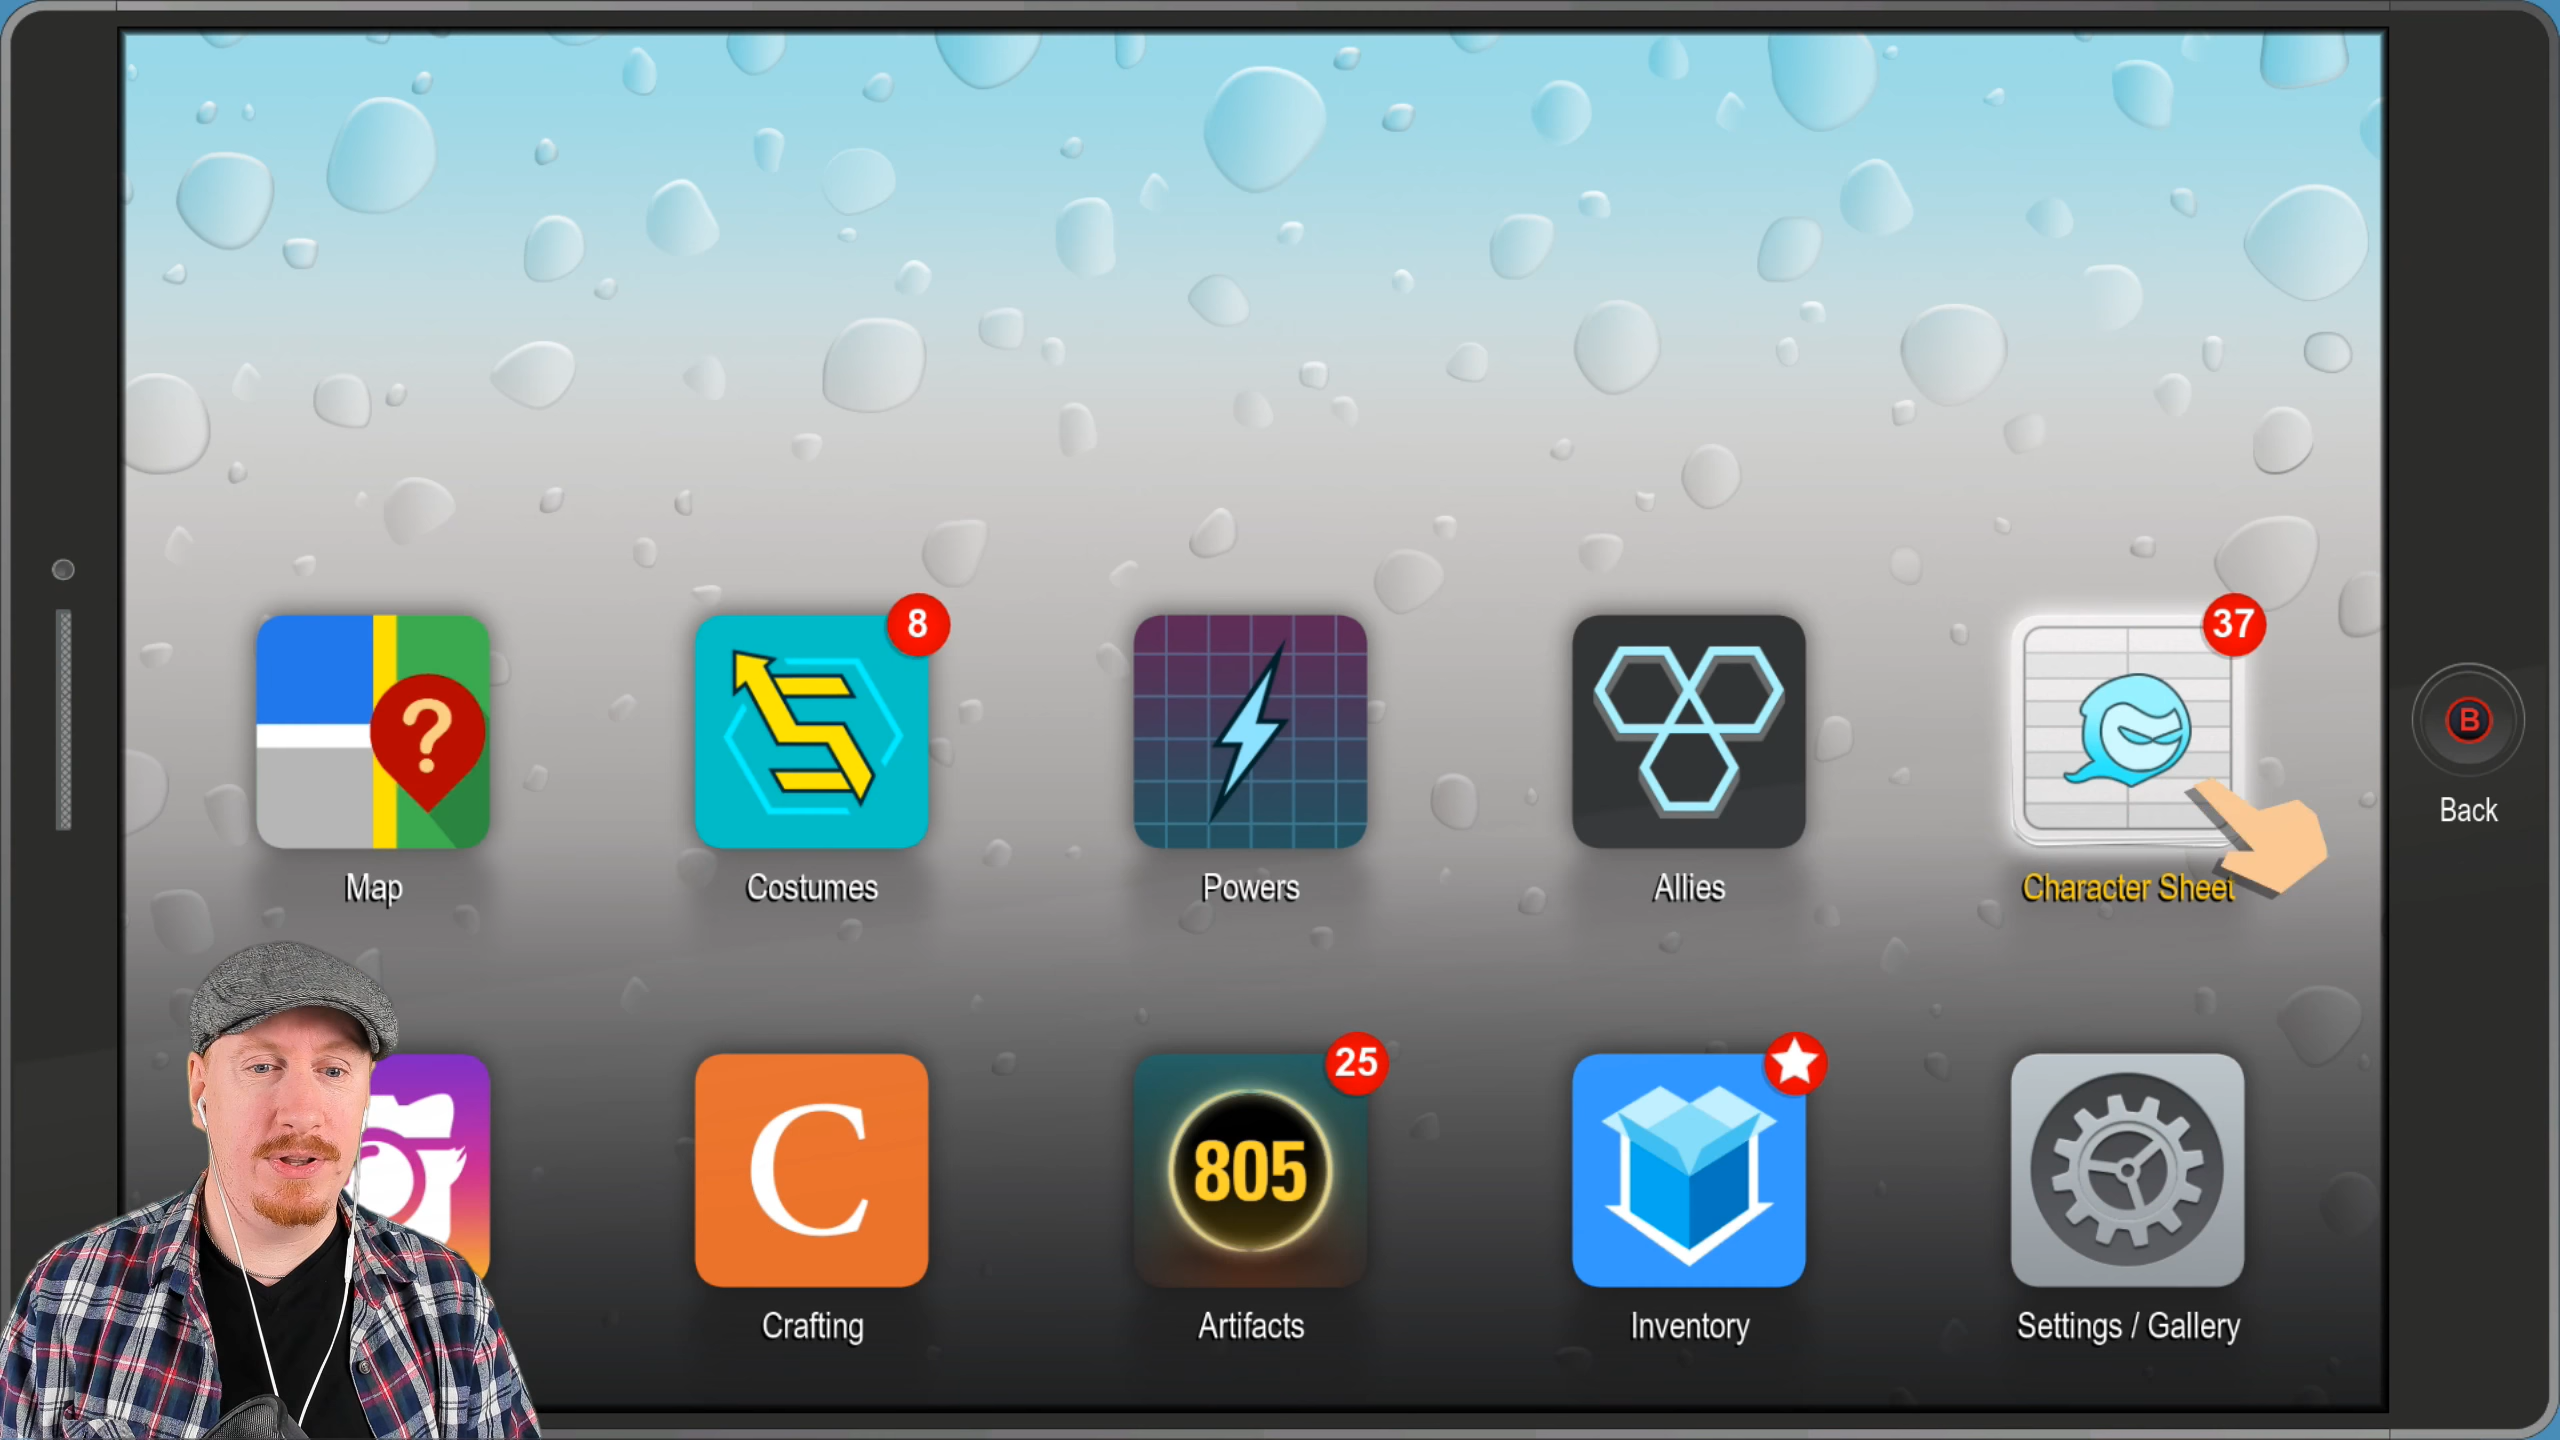 8
37
?
B
Map
Costumes
Powers
Allies
Character Sheet
Back
25
C
805
Crafting
Artifacts
Inventory
Settings / Gallery